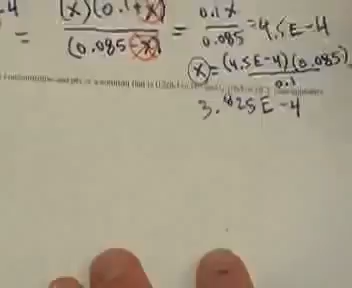 -4
= (x)(0.1+x) / (0.085-x) = 0.1x / 0.085 = 4.5E-4
x = (4.5E-4)(0.085) / 0.1
3.825E-4